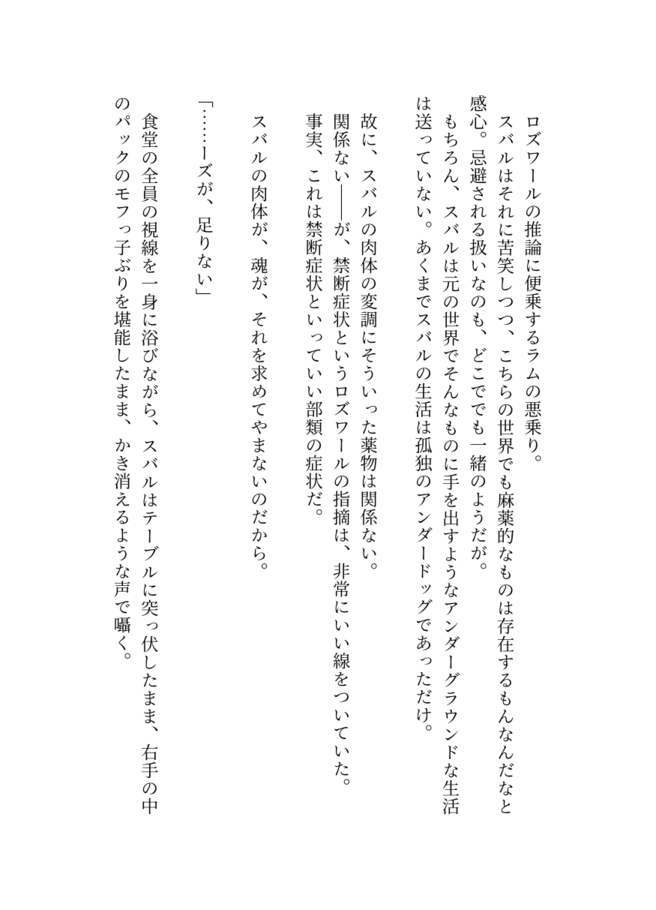 ロズワールの推論に便乗するラムの悪乗り。
スバルはそれに苦笑しつつ、こちらの世界でも麻薬的なものは存在するもんなんだなと
感心。忌避される扱いなのも、どこででも一緒のようだが。
もちろん、スバルは元の世界でそんなものに手を出すようなアンダーグラウンドな生活
は送っていない。あくまでスバルの生活は孤独のアンダードッグであっただけ。
故に、スバルの肉体の変調にそういった薬物は関係ない。
関係ない――が、禁断症状というロズワールの指摘は、非常にいい線をついていた。
事実、これは禁断症状といっていい部類の症状だ。
スバルの肉体が、魂が、それを求めてやまないのだから。
「……ーズが、足りない」
食堂の全員の視線を一身に浴びながら、スバルはテーブルに突っ伏したまま、右手の中
のパックのモフっ子ぶりを堪能したまま、かき消えるような声で囁く。